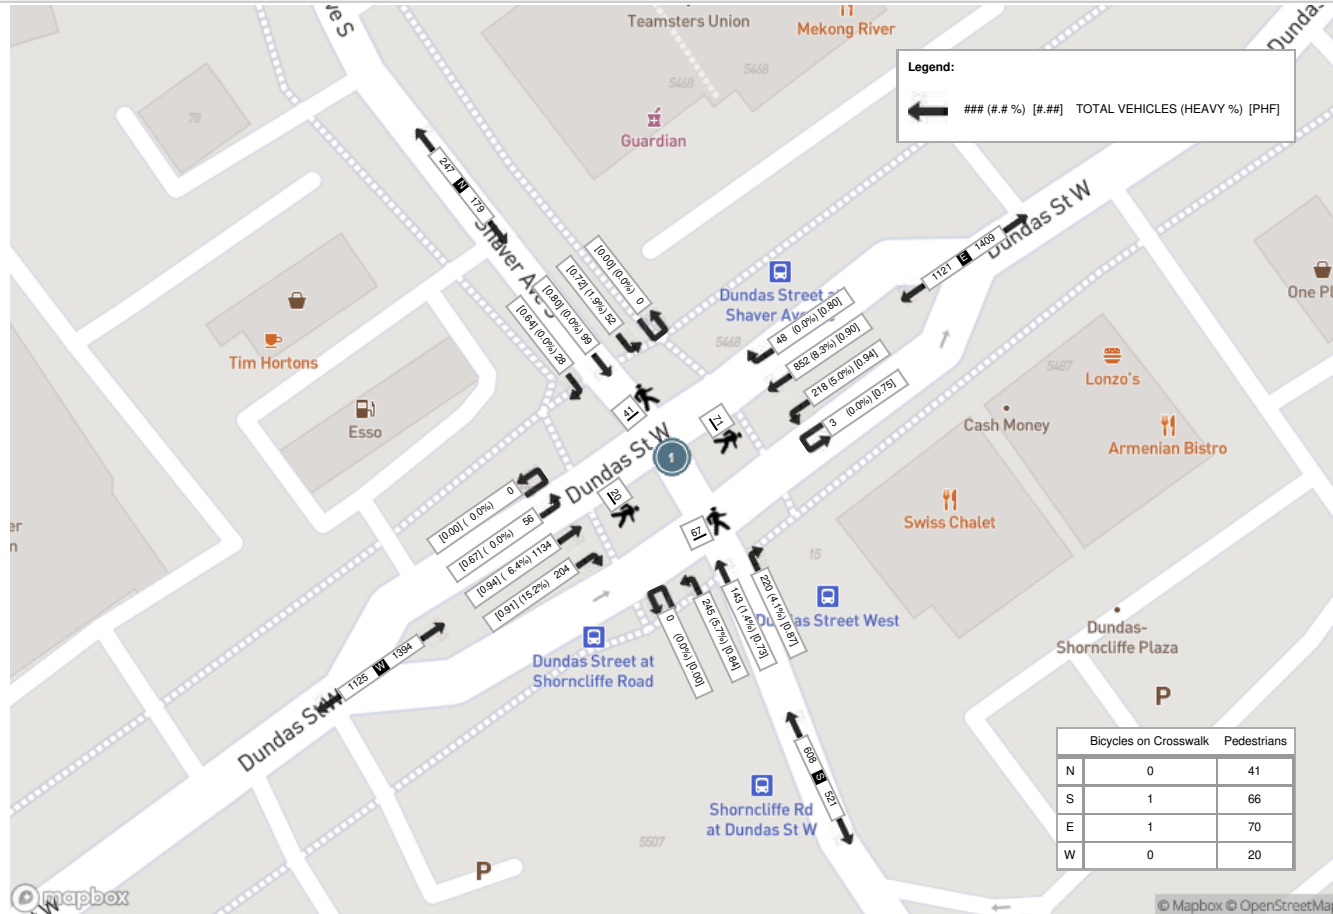 Teamsters Union
Mekong River
ve S
Dundas
5468
5468
78
Guardian
Legend:
### (#.# %) [#.##] TOTAL VEHICLES (HEAVY %) [PHF]
247 N 179
Shaver Ave S
Dundas St W
1121 E 1409
[0.00] (0.0%) 0
[0.72] (1.9%) 52
[0.80] (0.0%) 99
[0.64] (0.0%) 28
Dundas Street at
Shaver Ave
5468
48 (0.0%) [0.80]
852 (8.3%) [0.90]
218 (5.0%) [0.94]
3 (0.0%) [0.75]
One Pl
Tim Hortons
Esso
5487
Lonzo's
Cash Money
Armenian Bistro
Swiss Chalet
41
71
1
Dundas St W
20
67
[0.00] ( 0.0%) 0
[0.67] ( 0.0%) 56
[0.94] ( 6.4%) 1134
[0.91] (15.2%) 204
er
n
15
0 (0.0%) [0.00]
245 (5.7%) [0.84]
143 (1.4%) [0.73]
220 (4.1%) [0.87]
Dundas Street West
Dundas-
Shorncliffe Plaza
Dundas Street at
Shorncliffe Road
1125 W 1394
Dundas St W
P
608 S 521
Shorncliffe Rd
at Dundas St W
5507
P
Bicycles on Crosswalk Pedestrians
N 0 41
S 1 66
E 1 70
W 0 20
mapbox
W
© Mapbox © OpenStreetMap